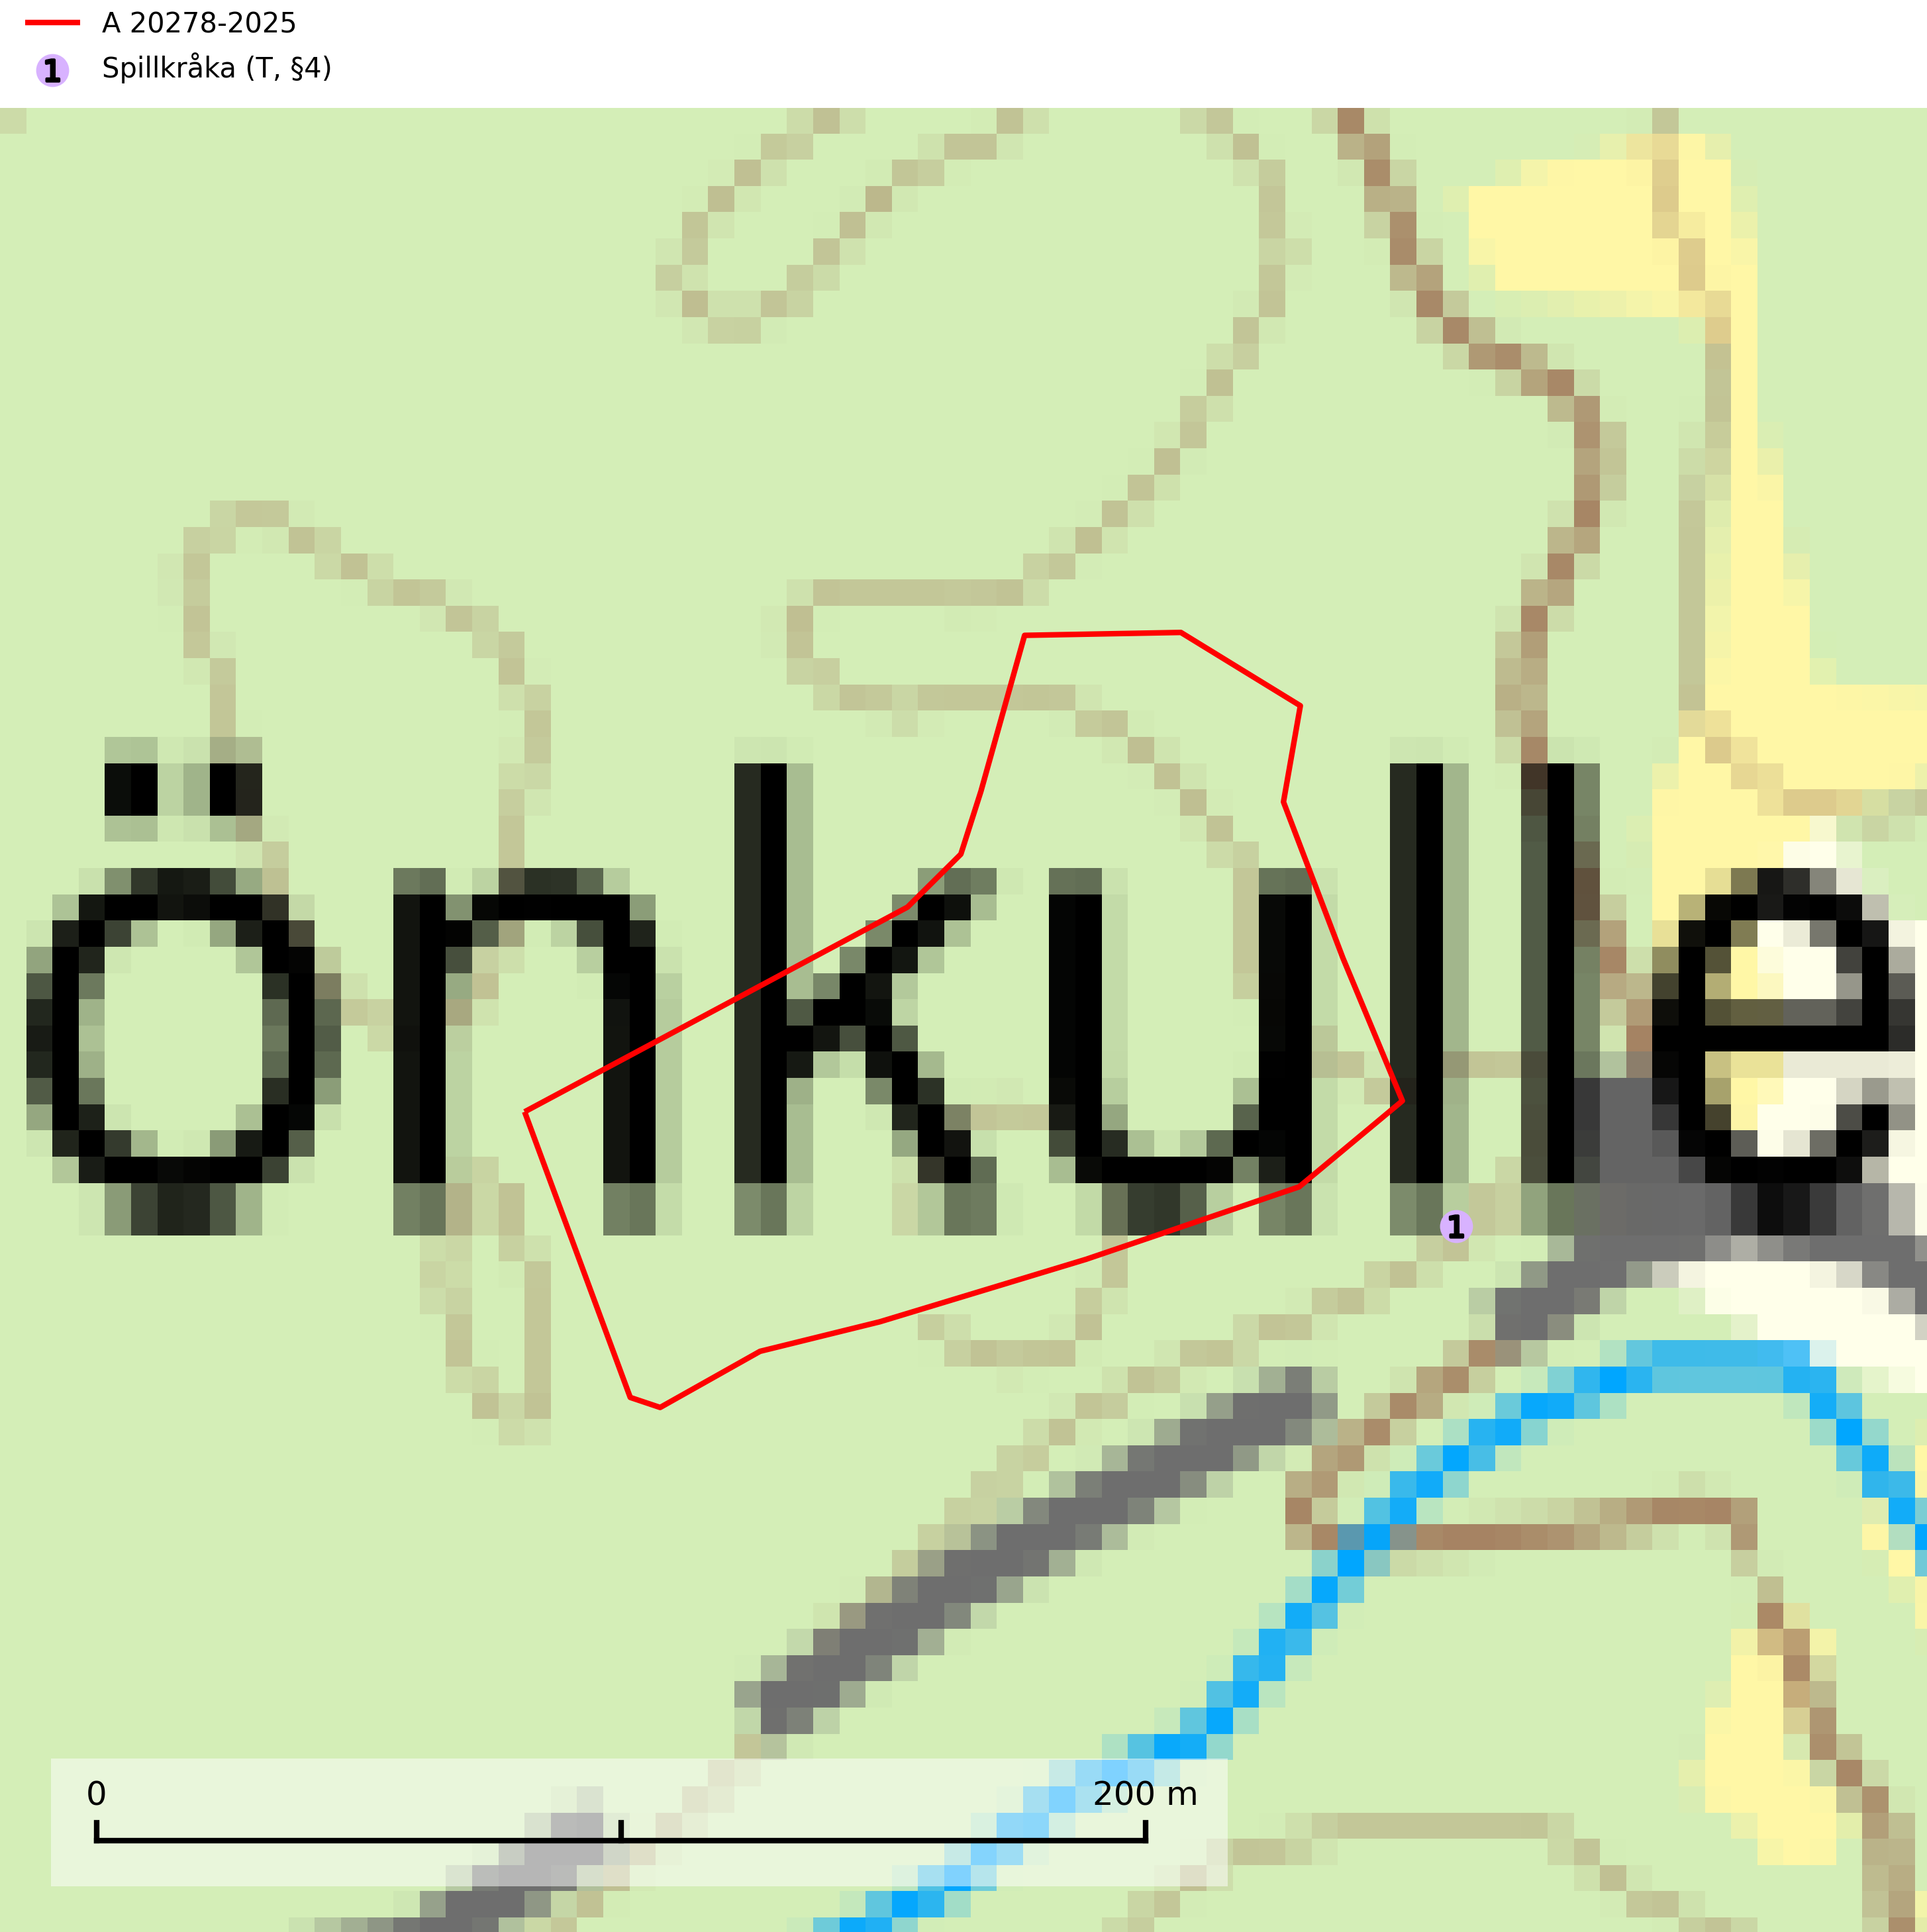 A 20278-2025
1 Spillkråka (T, §4)
önkulle
1
0 200 m